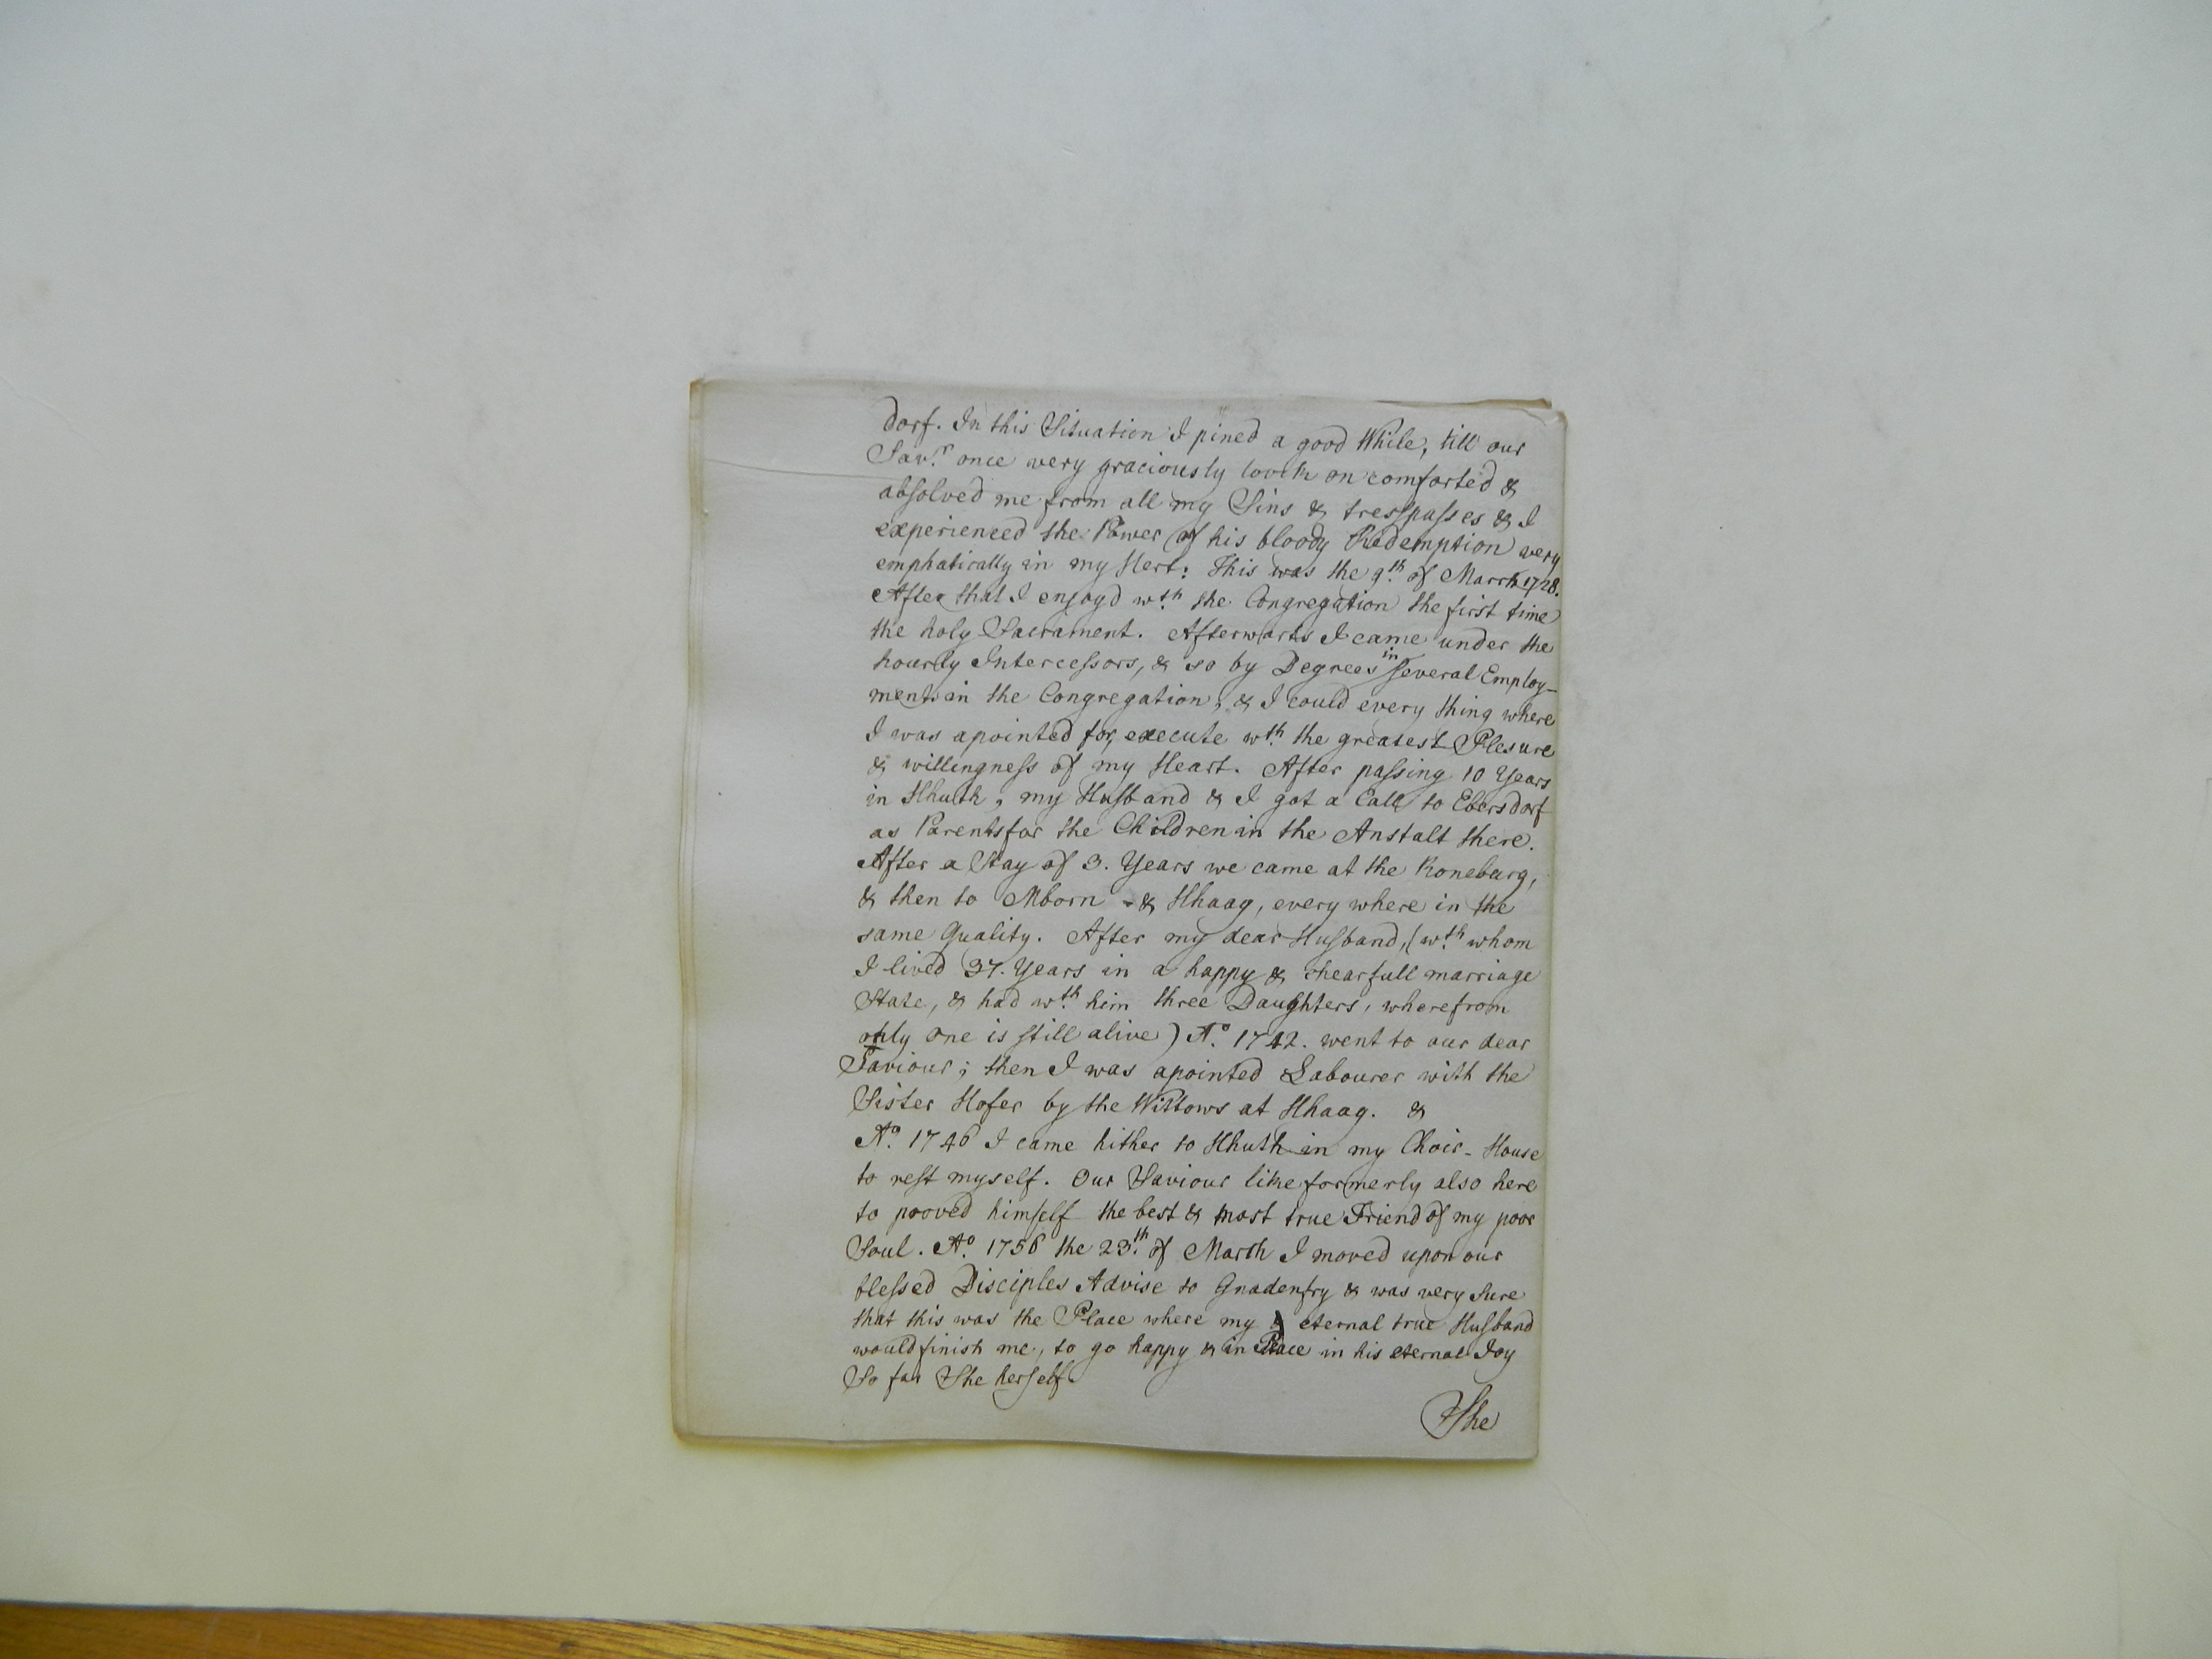 dorf. In this Situation I pined a good While, till our
Savr. once very graciously look on comforted &
absolved me from all my Sins & tresspasses & I
experienced the Power of his bloody Redemption very
emphatically in my Hert: This was the 9th. of March 1728.
After that I enjoyd wth. the Congregation the first time
the holy Sacrament. Afterwarts I came under the
hourly Intercessors, & so by Degrees in several Employ-
ments in the Congregation, & I could every thing where
I was apointed for, execute wth. the greatest Plesure
& willingness of my Heart. After passing 10 Years
in Hhuth, my Husband & I got a Call to Ebersdorf
as Parents for the Children in the Anstalt there.
After a Stay of 3. Years we came at the Roneburg,
& then to Mborn & Hhaag, every where in the
same Quality. After my dear Husband, (wth. whom
I lived 37. Years in a happy & chearfull marriage
State, & had wth. him three Daughters, wherefrom
only one is still alive) Ao. 1742. went to our dear
Saviour; then I was apointed Labourer with the
Sister Hofer by the Wittows at Hhaag. &
Ao. 1746 I came hither to Hhuth in my Choir-House
to rest myself. Our Saviour like formerly also here
to proved himself the best & most true Friend of my poor
Soul. Ao. 1756 the 23th. of March I moved upon our
blessed Disciples Advise to Gnadenfry & was very sure
that this was the Place where my eternal true Husband
would finish me, to go happy & in Peace in his eternal Joy
So far She herself.
She